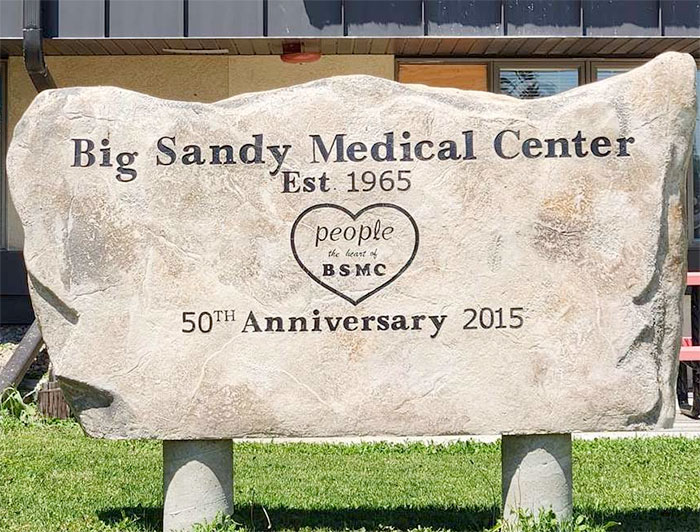 Big Sandy Medical Center
Est 1965
people
the heart of
BSMC
50TH Anniversary 2015